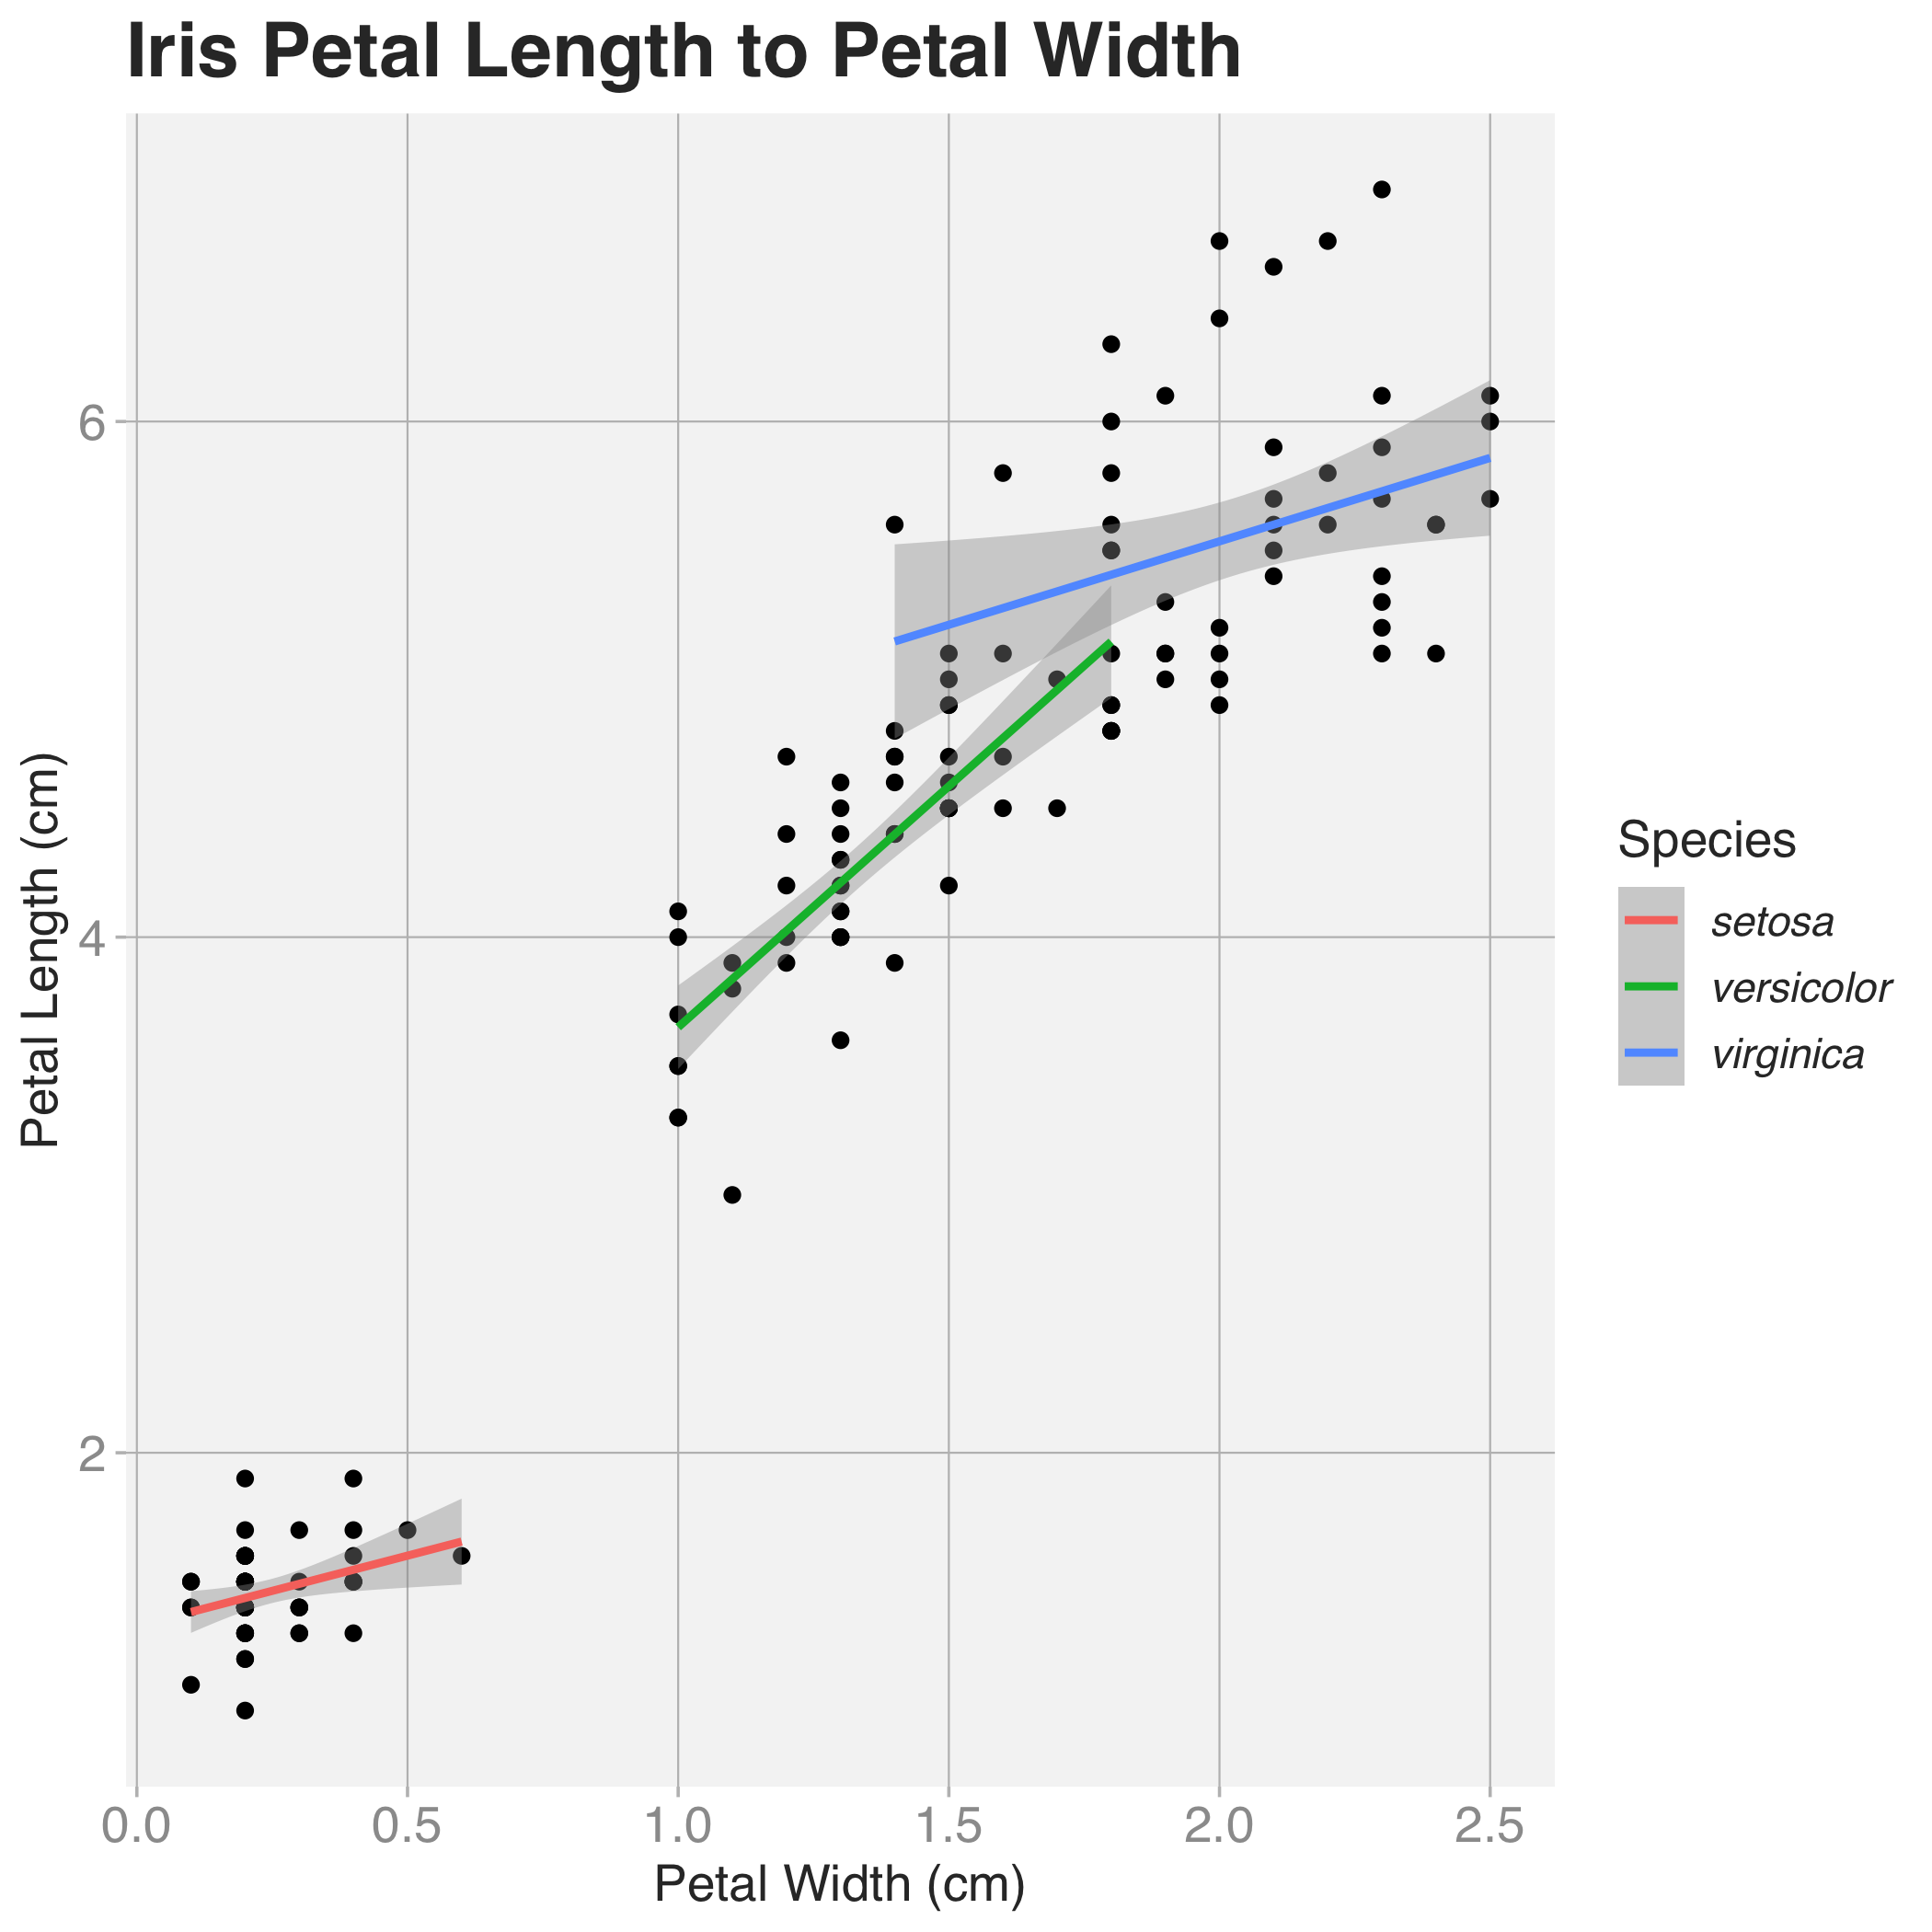 Iris Petal Length to Petal Width
Petal Length (cm)
6
4
2
0.0 0.5 1.0 1.5 2.0 2.5
Petal Width (cm)
Species
setosa
versicolor
virginica